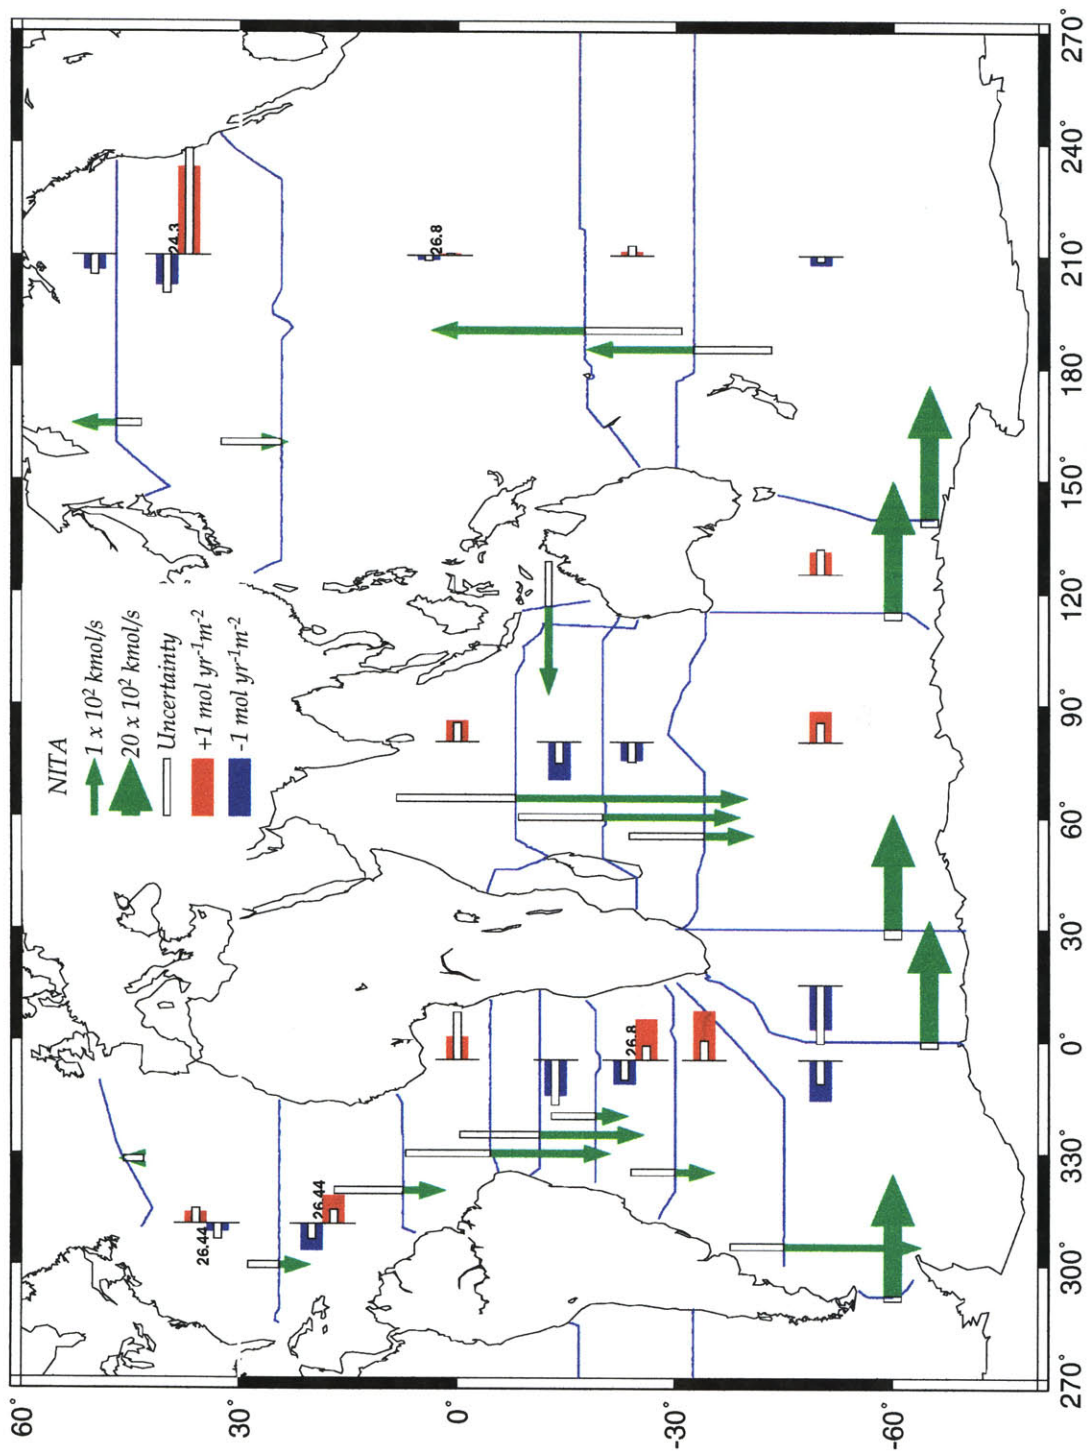 60°
NITA
1 x 10² kmol/s
20 x 10² kmol/s
Uncertainty
+1 mol yr⁻¹m⁻²
24.3
26.44
-1 mol yr⁻¹m⁻²
30°
26.44
26.8
0°
26.8
-30°
-60°
270° 300° 330° 0° 30° 60° 90° 120° 150° 180° 210° 240° 270°